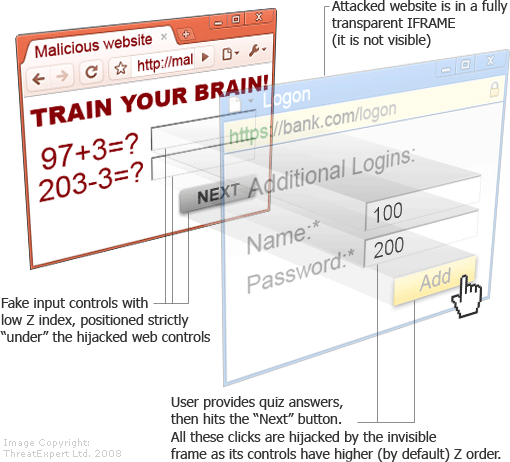 Attacked website is in a fully
transparent IFRAME
(it is not visible)
Malicious website
http://mal
TRAIN YOUR BRAIN!
97+3=?
203-3=?
NEXT
Logon
https://bank.com/logon
Additional Logins:
Name:* 100
Password:* 200
Add
Fake input controls with
low Z index, positioned strictly
“under” the hijacked web controls
User provides quiz answers,
then hits the “Next” button.
All these clicks are hijacked by the invisible
frame as its controls have higher (by default) Z order.
Image Copyright:
ThreatExpert Ltd. 2008